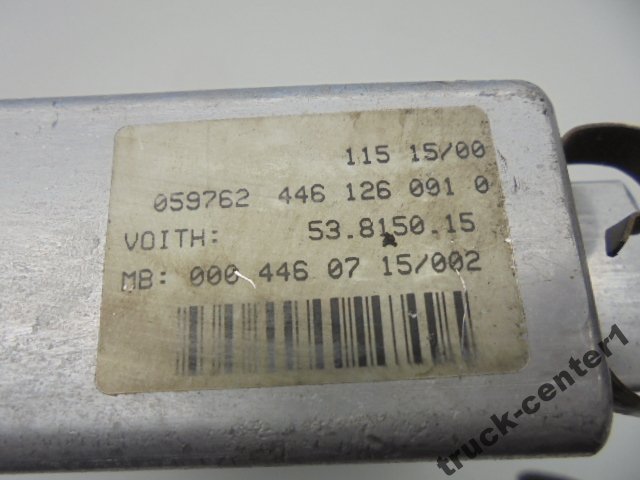 115 15/00
059762 446 126 091 0
VOITH: 53.8150.15
MB: 000 446 07 15/002
truck-center1